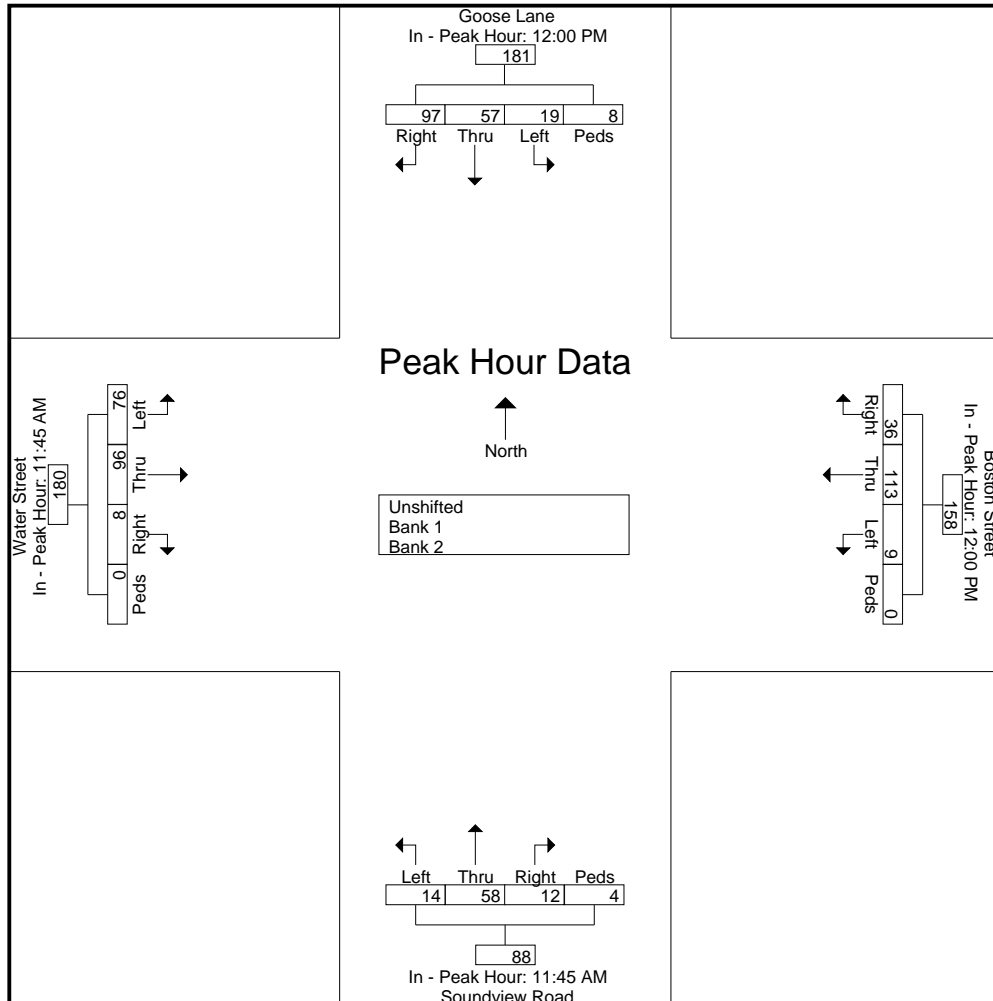 Goose Lane
In - Peak Hour: 12:00 PM
181
97 57 19 8
Right Thru Left Peds
Peak Hour Data
North
Unshifted
Bank 1
Bank 2
Water Street
In - Peak Hour: 11:45 AM
180
76 96 8 0
Left Thru Right Peds
Boston Street
In - Peak Hour: 12:00 PM
158
36 113 9 0
Right Thru Left Peds
Left Thru Right Peds
14 58 12 4
88
In - Peak Hour: 11:45 AM
Soundview Road